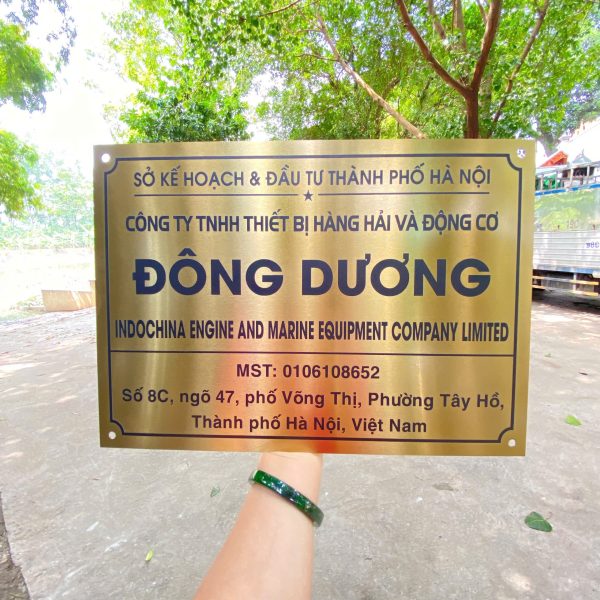 SỞ KẾ HOẠCH & ĐẦU TƯ THÀNH PHỐ HÀ NỘI
CÔNG TY TNHH THIẾT BỊ HÀNG HẢI VÀ ĐỘNG CƠ
ĐÔNG DƯƠNG
INDOCHINA ENGINE AND MARINE EQUIPMENT COMPANY LIMITED
MST: 0106108652
Số 8C, ngõ 47, phố Võng Thị, Phường Tây Hồ,
Thành phố Hà Nội, Việt Nam